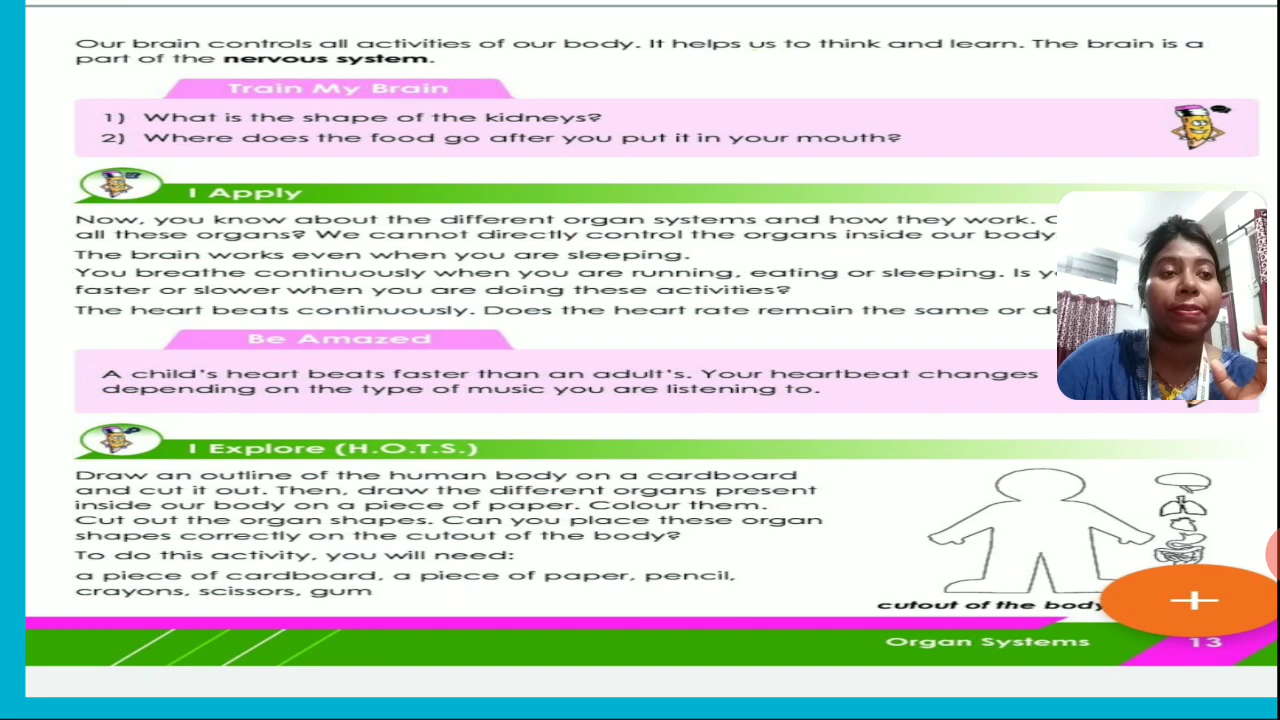 Our brain controls all activities of our body. It helps us to think and learn. The brain is a
part of the nervous system.
Train My Brain
1) What is the shape of the kidneys?
2) Where does the food go after you put it in your mouth?
I Apply
Now, you know about the different organ systems and how they work.
all these organs? We cannot directly control the organs inside our body
The brain works even when you are sleeping.
You breathe continuously when you are running, eating or sleeping. Is
faster or slower when you are doing these activities?
The heart beats continuously. Does the heart rate remain the same or
Be Amazed
A child's heart beats faster than an adult's. Your heartbeat changes
depending on the type of music you are listening to.
I Explore (H.O.T.S.)
Draw an outline of the human body on a cardboard
and cut it out. Then, draw the different organs present
inside our body on a piece of paper. Colour them.
Cut out the organ shapes. Can you place these organ
shapes correctly on the cutout of the body?
To do this activity, you will need:
a piece of cardboard, a piece of paper, pencil,
crayons, scissors, gum
cutout of the body
Organ Systems
13